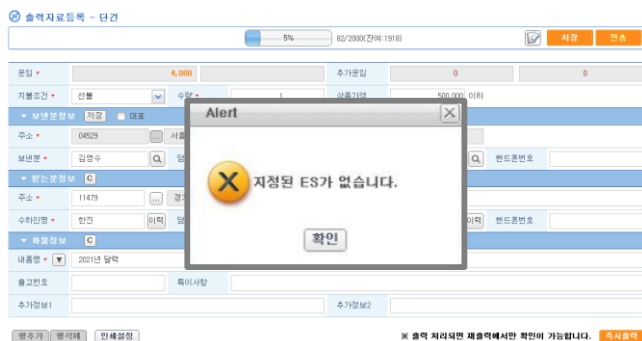 출력자료등록 - 단건
5% 82/2000(잔여:1918) 저장 전송
운임 * 4,000 추가운임 0 0
지불조건 * 선불 수량 * 1 상품가액 500,000 이하
보낸분정보 저장 대표
주소 * 04529 서울
보낸분 * 김영수 핸드폰번호
받는분정보 C
주소 * 11479 경
수하인명 * 한진 이력 이력 핸드폰번호
화물정보 C
내품명 * 2021년 달력
출고번호 특이사항
추가정보1 추가정보2
행추가 행삭제 인쇄설정 ※ 출력 처리되면 재출력에서만 확인이 가능합니다. 즉시출력
Alert
지정된 ES가 없습니다.
확인